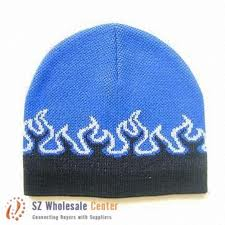 SZ Wholesale Center
Connecting Buyers with Suppliers